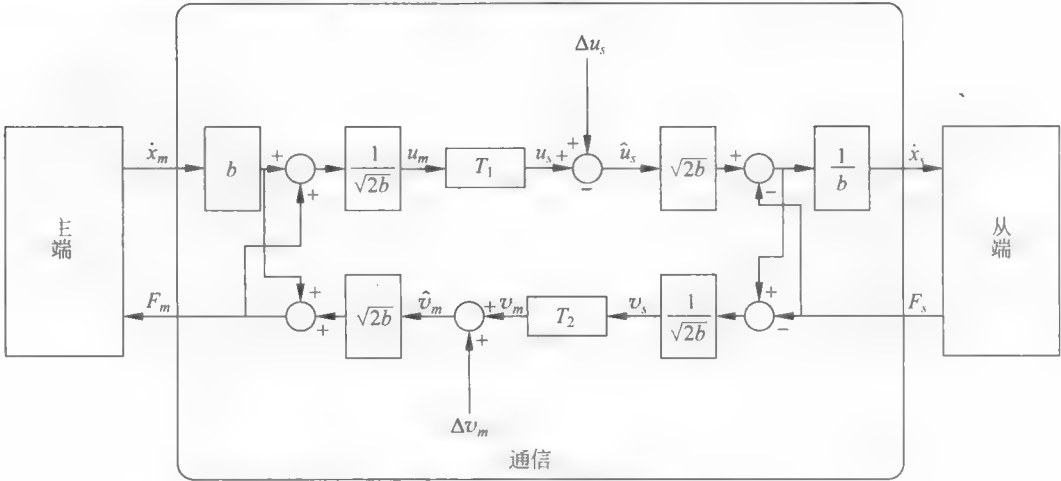 Δu_s
ẋ_m
b
+
+
1/√2b
u_m
T_1
u_s
+
+
−
û_s
√2b
+
−
1/b
ẋ_s
主端
从端
F_m
+
+
√2b
v̂_m
+
+
v_m
T_2
v_s
1/√2b
+
−
F_s
Δv_m
通信